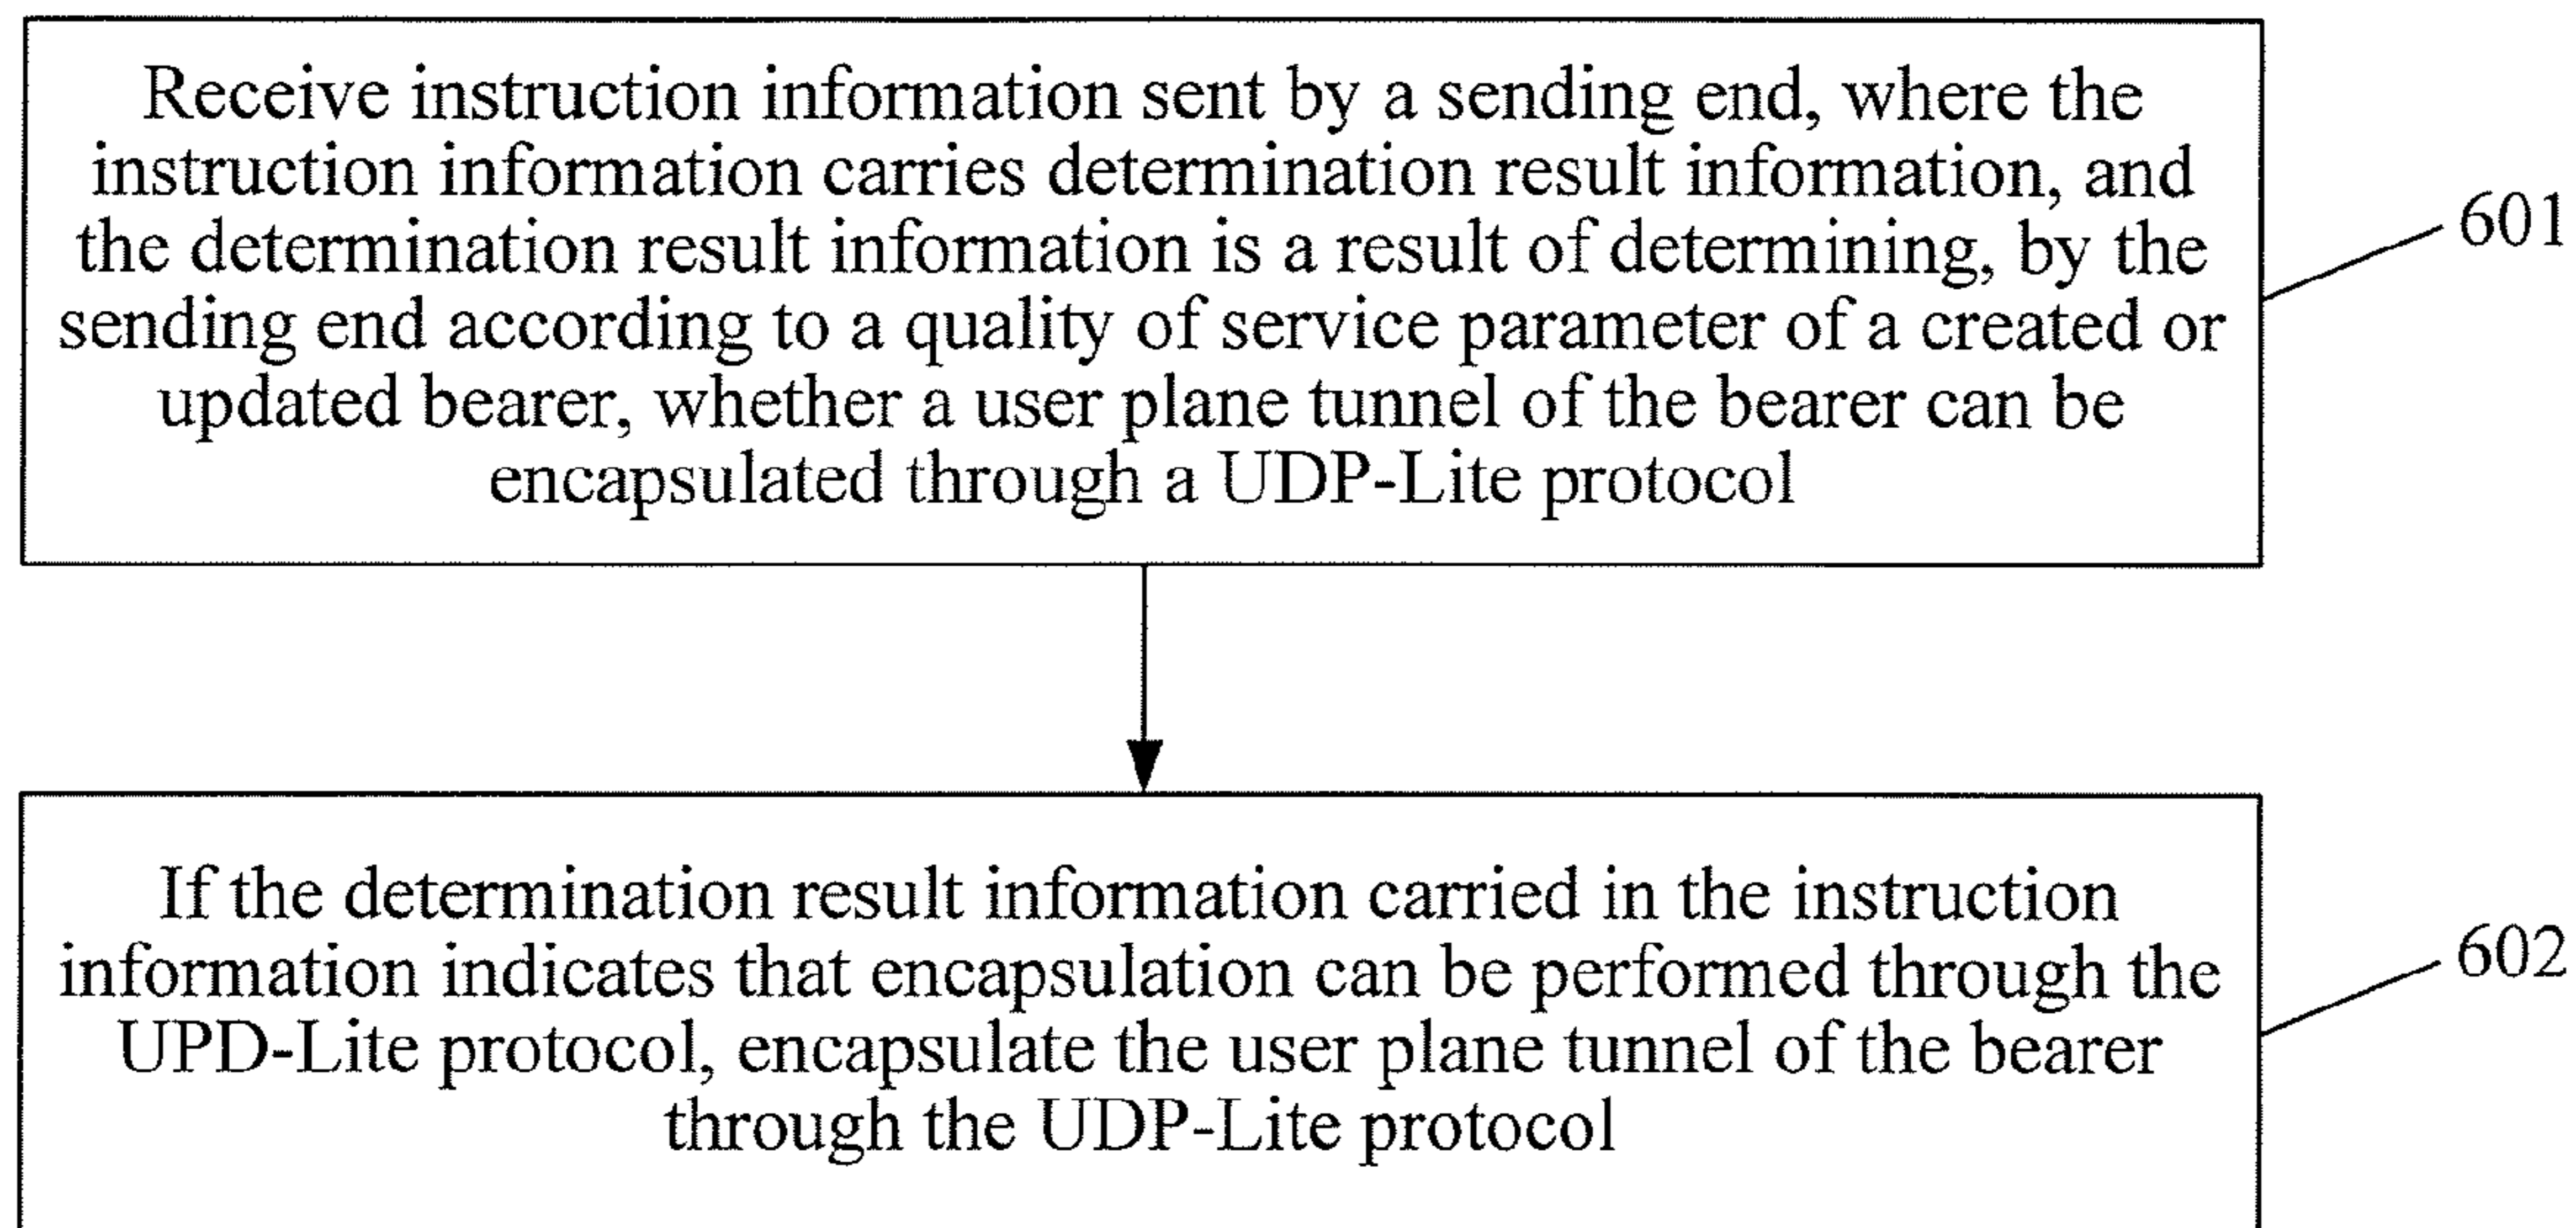 Receive instruction information sent by a sending end, where the
instruction information carries determination result information, and
the determination result information is a result of determining, by the
sending end according to a quality of service parameter of a created or
updated bearer, whether a user plane tunnel of the bearer can be
encapsulated through a UDP-Lite protocol
601
If the determination result information carried in the instruction
information indicates that encapsulation can be performed through the
UPD-Lite protocol, encapsulate the user plane tunnel of the bearer
through the UDP-Lite protocol
602